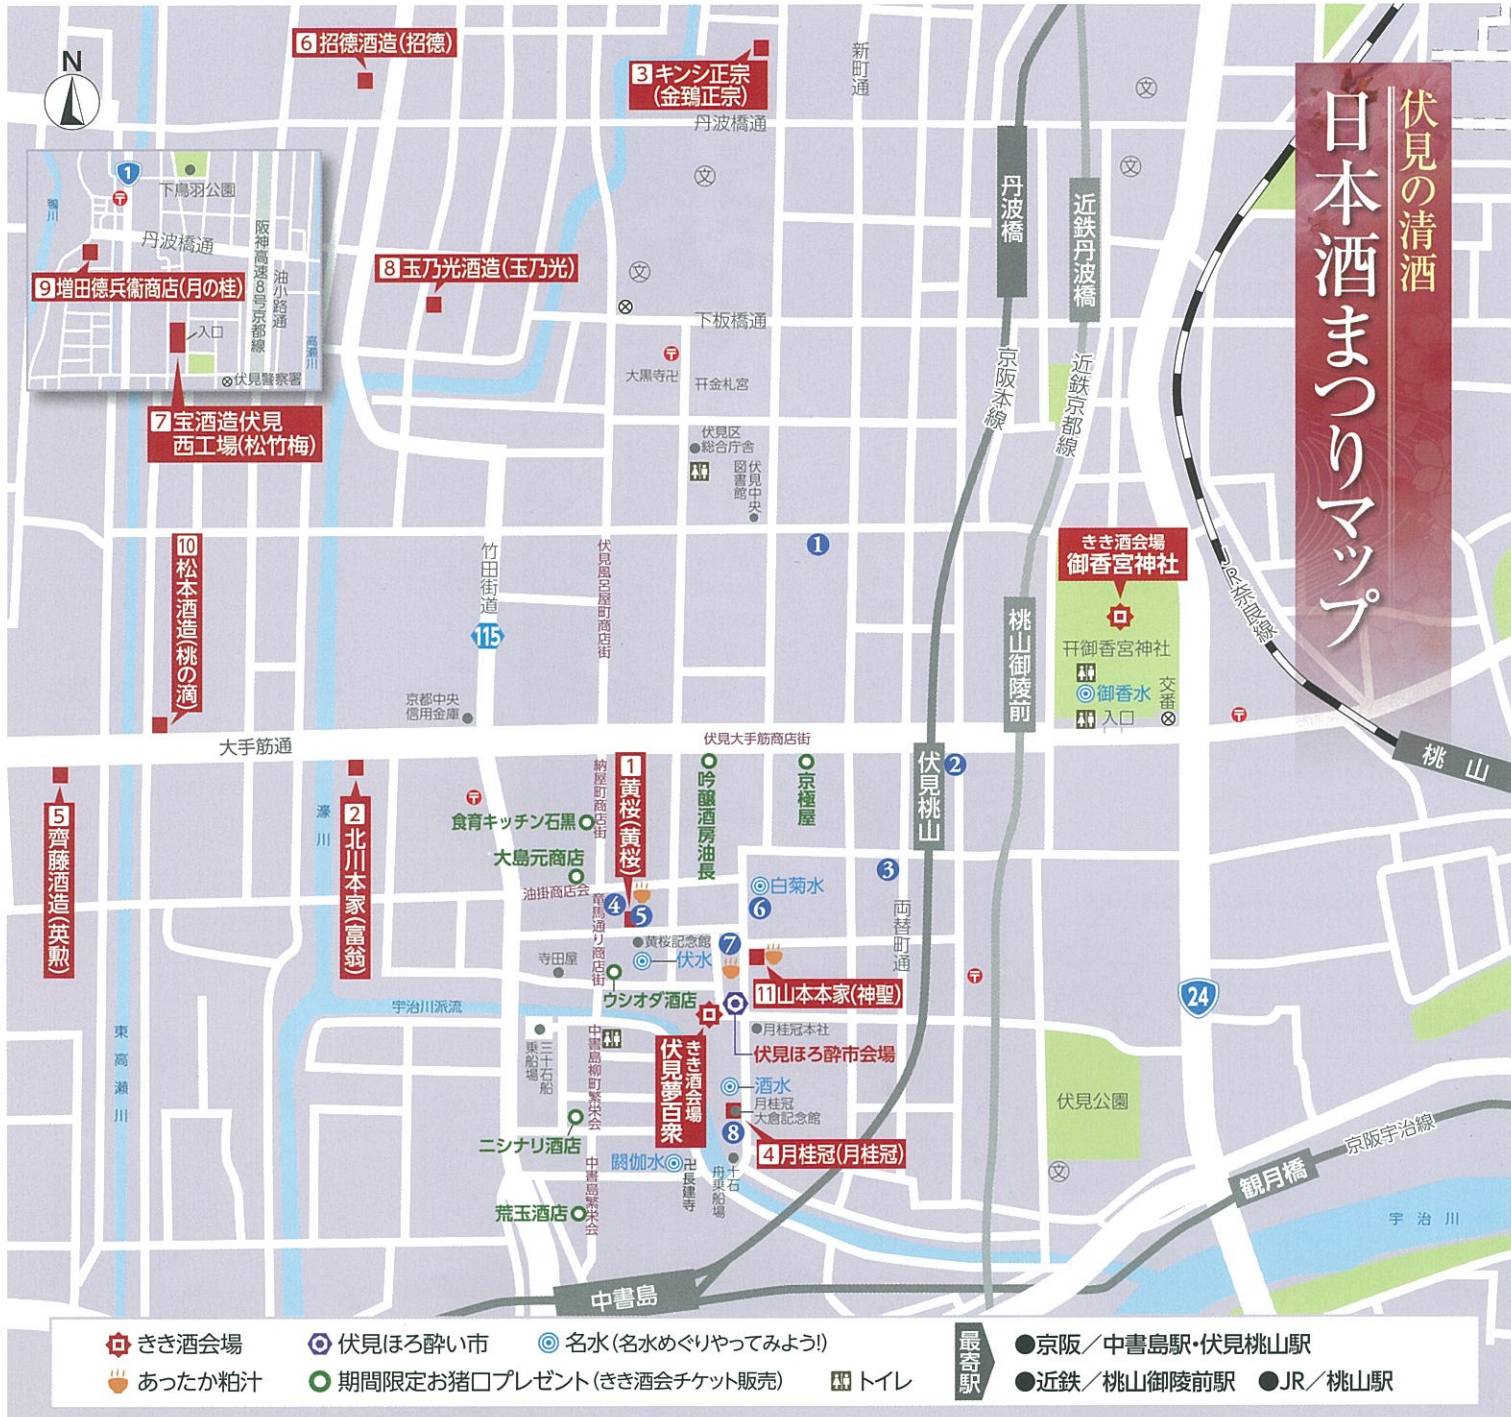 伏見の清酒
日本酒まつりマップ
N
6 招德酒造(招德)
3 キンシ正宗
(金鵄正宗)
新町通
丹波橋通
文
文
文
丹波橋
近鉄丹波橋
1
下鳥羽公園
鴨川
丹波橋通
阪神高速8号京都線
油小路通
9 増田德兵衞商店(月の桂)
入口
高瀬川
伏見警察署
7 宝酒造伏見
西工場(松竹梅)
8 玉乃光酒造(玉乃光)
文
下板橋通
大黒寺卍
金札宮
京阪本線
近鉄京都線
伏見区
総合庁舎
伏見中央
図書館
1
きき酒会場
御香宮神社
御香宮神社
御香水
入口
交番
JR奈良線
桃山御陵前
10 松本酒造(桃の滴)
竹田街道
115
伏見風呂屋町商店街
京都中央
信用金庫
大手筋通
伏見大手筋商店街
伏見桃山
2
桃山
5 齊藤酒造(英勲)
2 北川本家(富翁)
濠川
納屋町商店街
1 黄桜(黄桜)
吟醸酒房油長
京極屋
食育キッチン石黒
大島元商店
油掛商店会
竜馬通り商店街
4
5
白菊水
6
3
両替町通
黄桜記念館
伏水
7
寺田屋
ウシオダ酒店
11 山本本家(神聖)
24
宇治川派流
東高瀬川
三十石船
乗船場
中書島柳町繁栄会
きき酒会場
伏見夢百衆
月桂冠本社
伏見ほろ酔市会場
酒水
月桂冠
大倉記念館
8
4 月桂冠(月桂冠)
伏見公園
ニシナリ酒店
閼伽水
卍長建寺
十石
舟乗船場
中書島繁栄会
荒玉酒店
文
京阪宇治線
観月橋
宇治川
中書島
きき酒会場
伏見ほろ酔い市
名水(名水めぐりやってみよう!)
あったか粕汁
期間限定お猪口プレゼント(きき酒会チケット販売)
トイレ
最寄駅
●京阪／中書島駅・伏見桃山駅
●近鉄／桃山御陵前駅 ●JR／桃山駅